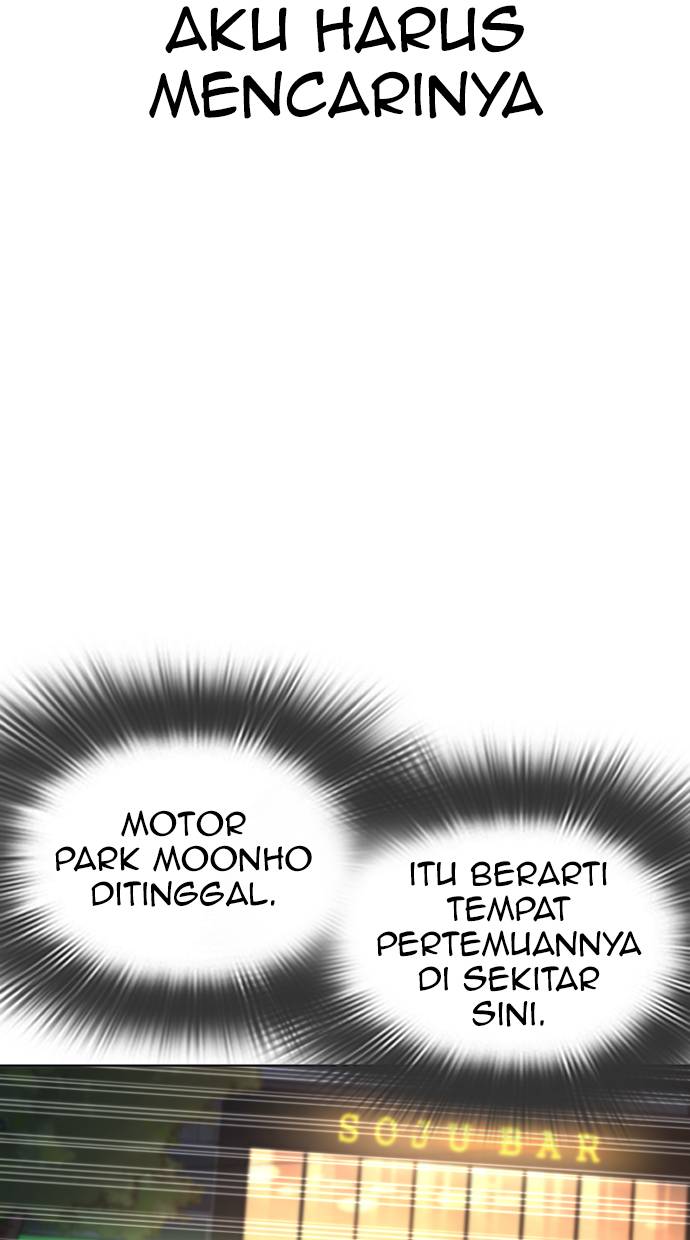 AKU HARUS
MENCARINYA
MOTOR
PARK MOONHO
DITINGGAL.
ITU BERARTI
TEMPAT
PERTEMUANNYA
DI SEKITAR
SINI.
SOJU BAR